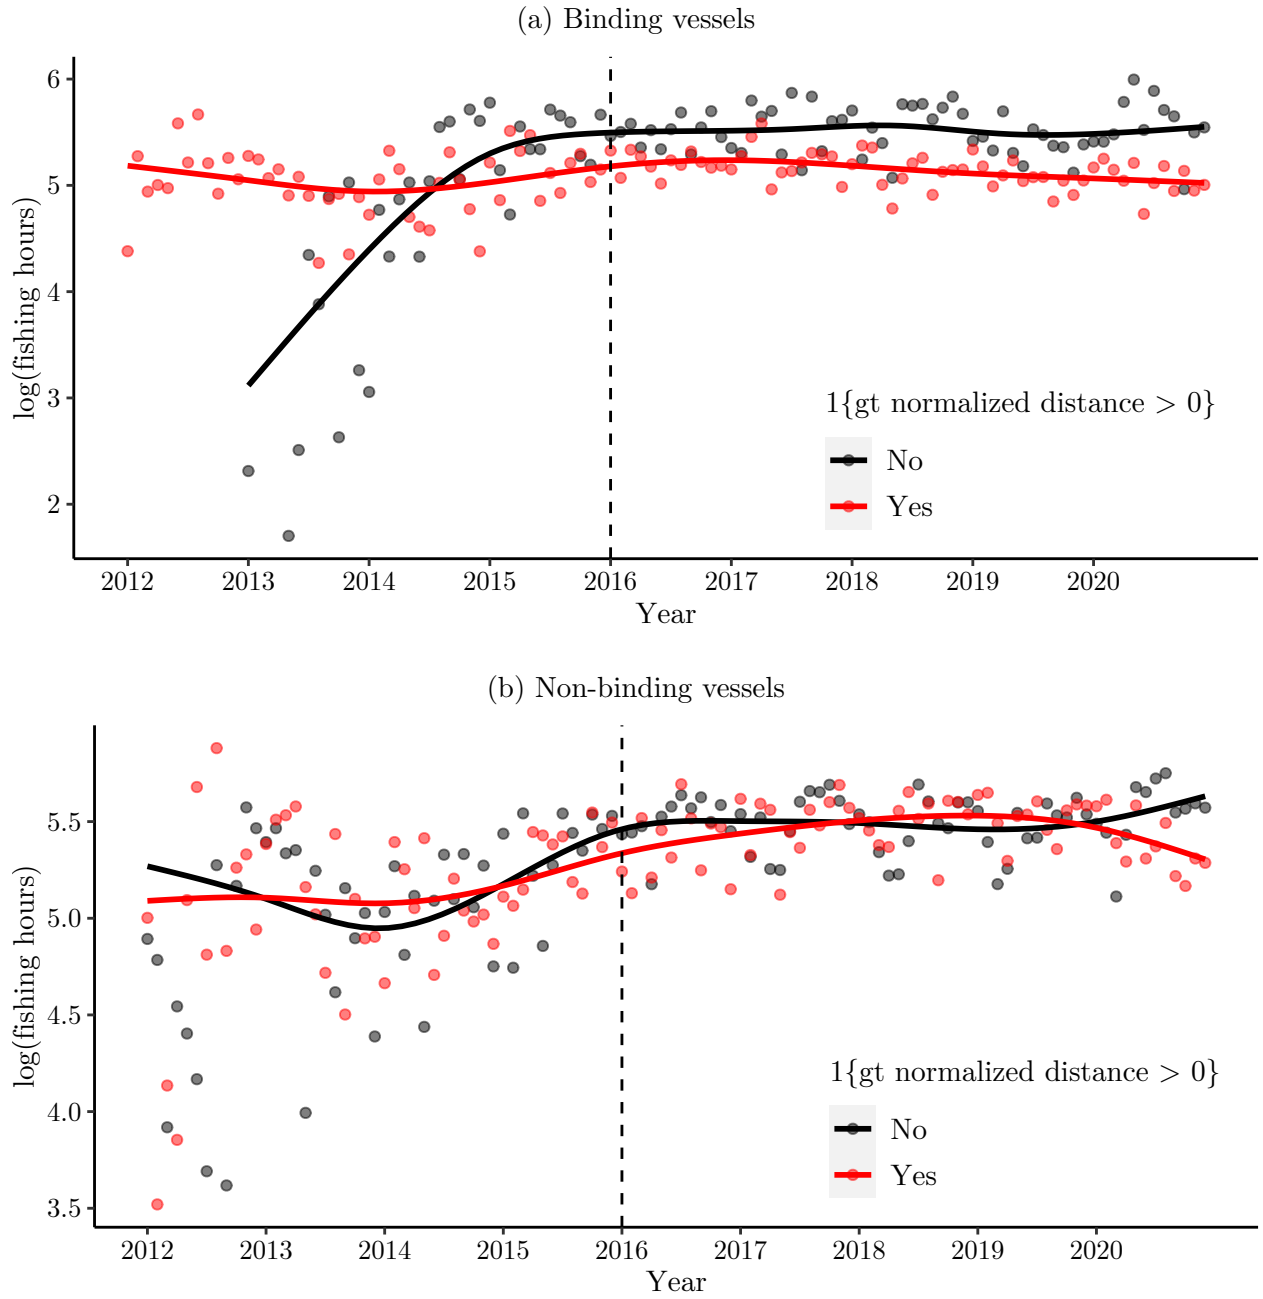 (a) Binding vessels
6
5
4
3
2
log(fishing hours)
1{gt normalized distance > 0}
No
Yes
2012 2013 2014 2015 2016 2017 2018 2019 2020
Year
(b) Non-binding vessels
5.5
5.0
4.5
4.0
3.5
log(fishing hours)
1{gt normalized distance > 0}
No
Yes
2012 2013 2014 2015 2016 2017 2018 2019 2020
Year